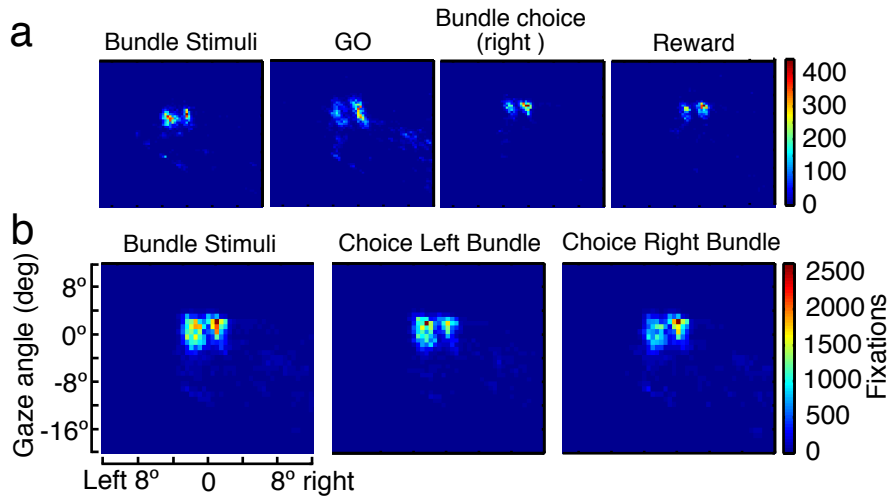 a
Bundle Stimuli
GO
Bundle choice
(right )
Reward
400
300
200
100
0
b
Bundle Stimuli
Choice Left Bundle
Choice Right Bundle
Gaze angle (deg)
8º
0º
-8º
-16º
Left 8º 0 8º right
2500
2000
1500
1000
500
0
Fixations